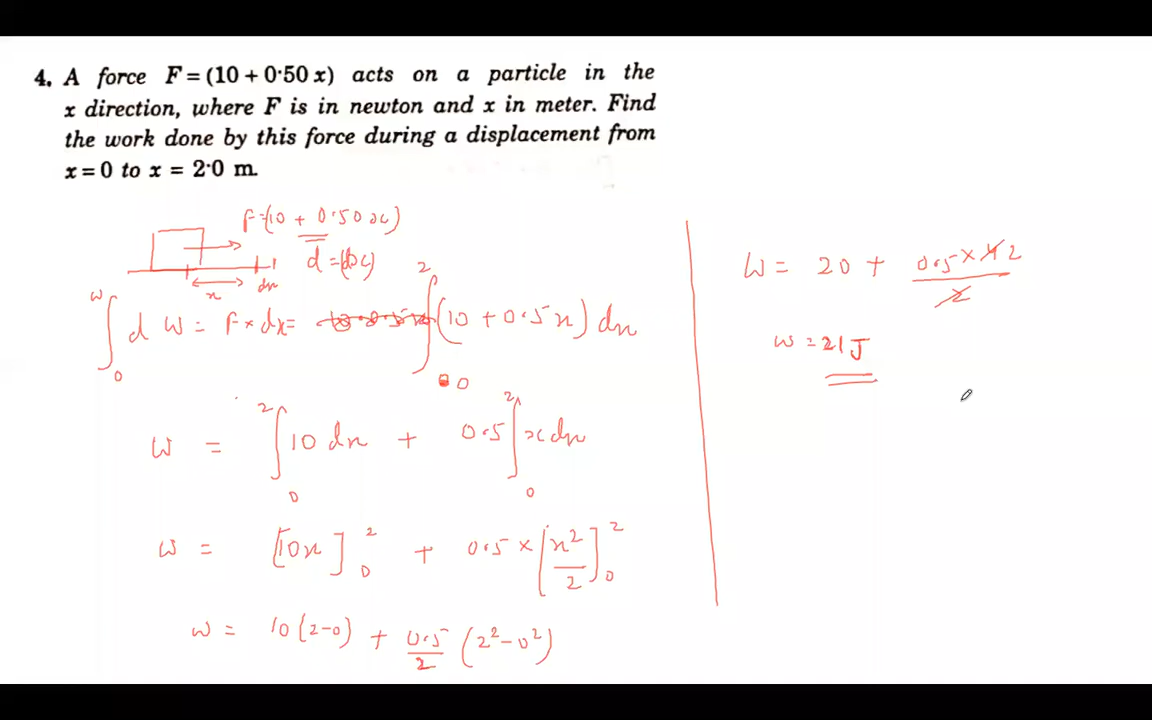 4. A force F = (10 + 0·50 x) acts on a particle in the
x direction, where F is in newton and x in meter. Find
the work done by this force during a displacement from
x = 0 to x = 2·0 m.
F=(10 + 0.50x)
d =(dx)
x dx
∫₀ᵂ dW = F × dx = ∫₀² (10 + 0.5x) dx
W = ∫₀² 10 dx + 0.5 ∫₀² x dx
W = [10x]₀² + 0.5 × [x²/2]₀²
W = 10(2-0) + 0.5/2 (2² - 0²)
W = 20 + 0.5 × 4 2 / 2
W = 21 J